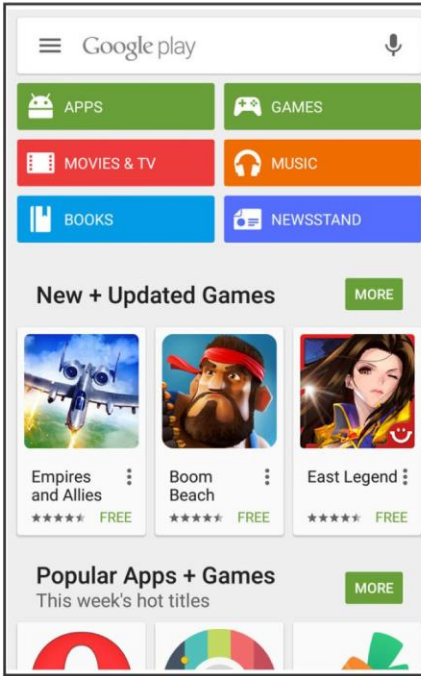 Google play
APPS
GAMES
MOVIES & TV
MUSIC
BOOKS
NEWSSTAND
New + Updated Games
MORE
Empires
and Allies
FREE
Boom
Beach
FREE
East Legend
FREE
Popular Apps + Games
This week's hot titles
MORE